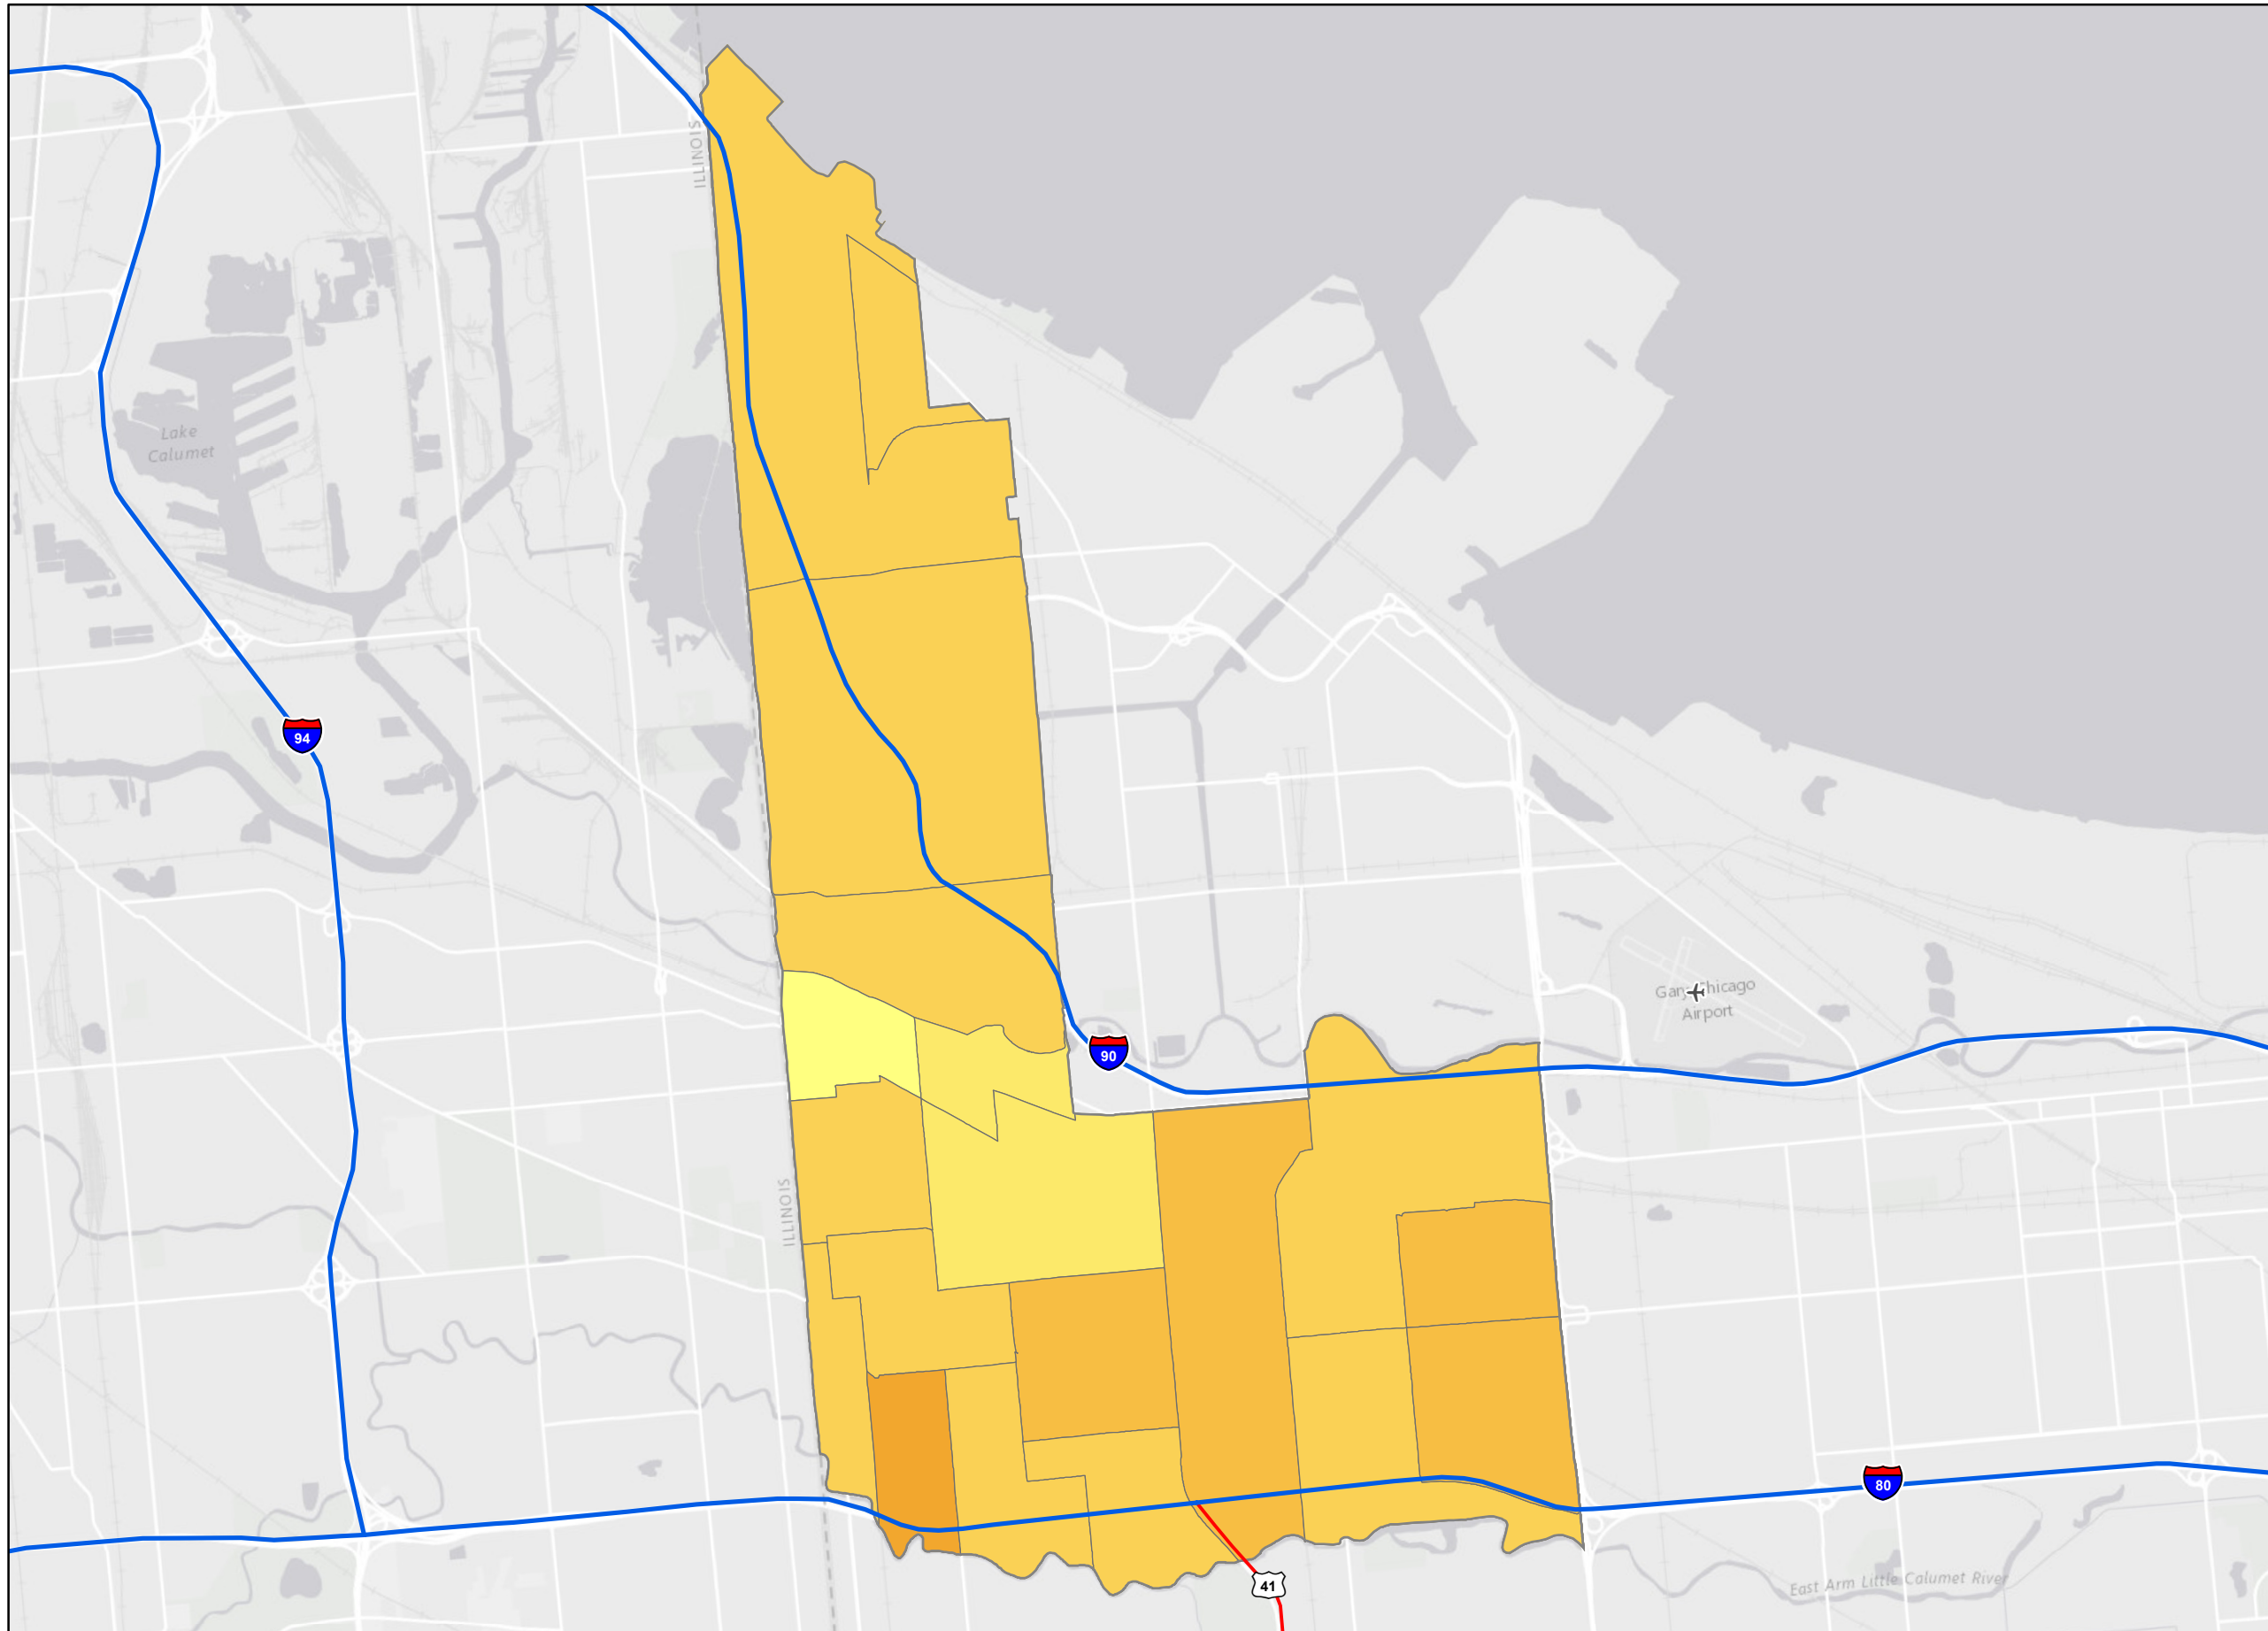 ILLINOIS
Lake
Calumet
94
Gary Chicago
Airport
90
ILLINOIS
80
East Arm Little Calumet River
41